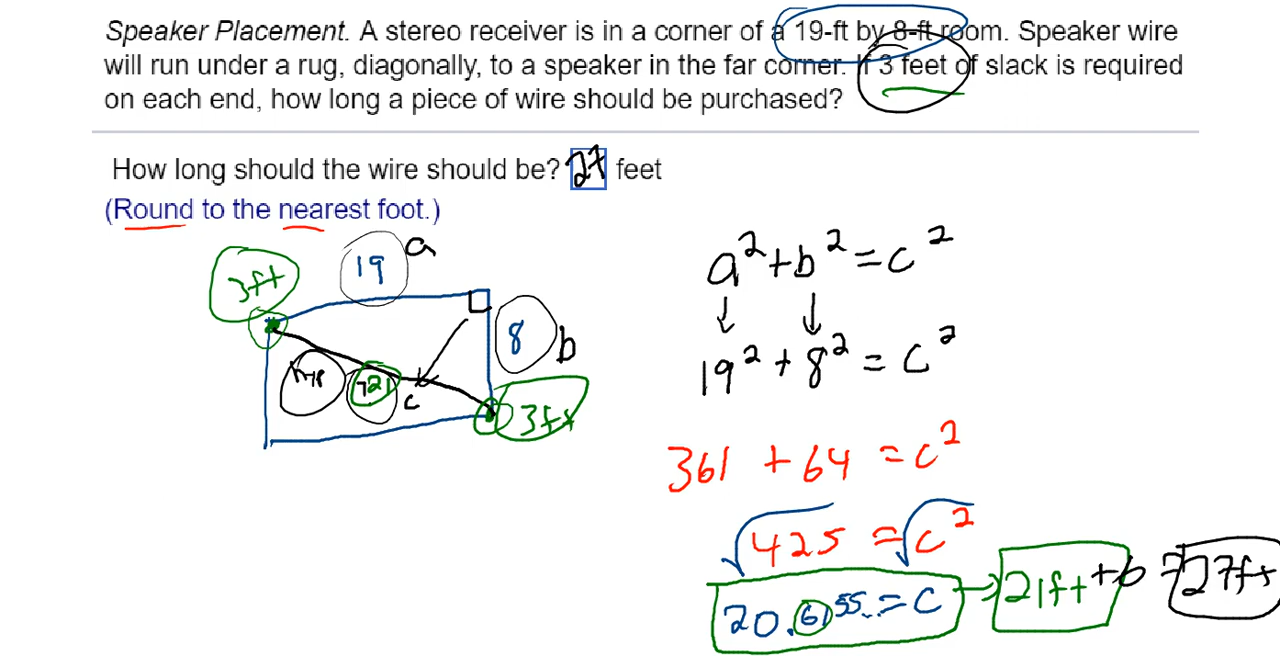 Speaker Placement. A stereo receiver is in a corner of a 19-ft by 8-ft room. Speaker wire
will run under a rug, diagonally, to a speaker in the far corner. If 3 feet of slack is required
on each end, how long a piece of wire should be purchased?
How long should the wire should be? 27 feet
(Round to the nearest foot.)
3ft
19
a
8
b
hyp
21
c
3ft
a² + b² = c²
19² + 8² = c²
361 + 64 = c²
√425 = √c²
20.6155.. = c → 21ft + 6 = 27ft